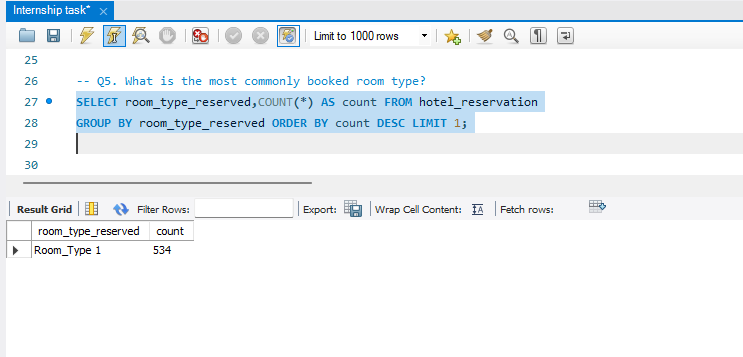 Internship task*
Limit to 1000 rows
25
26 -- Q5. What is the most commonly booked room type?
27 SELECT room_type_reserved,COUNT(*) AS count FROM hotel_reservation
28 GROUP BY room_type_reserved ORDER BY count DESC LIMIT 1;
29
30
Result Grid Filter Rows: Export: Wrap Cell Content: Fetch rows:
room_type_reserved count
Room_Type 1 534